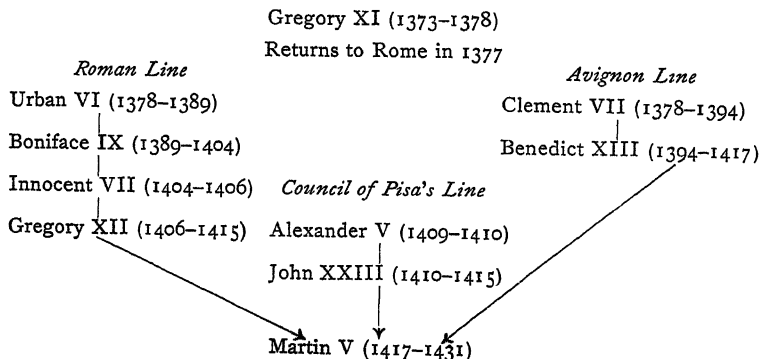 Gregory XI (1373–1378)
Returns to Rome in 1377
Roman Line
Avignon Line
Urban VI (1378–1389)
Clement VII (1378–1394)
Boniface IX (1389–1404)
Benedict XIII (1394–1417)
Innocent VII (1404–1406)
Council of Pisa's Line
Gregory XII (1406–1415)
Alexander V (1409–1410)
John XXIII (1410–1415)
Martin V (1417–1431)